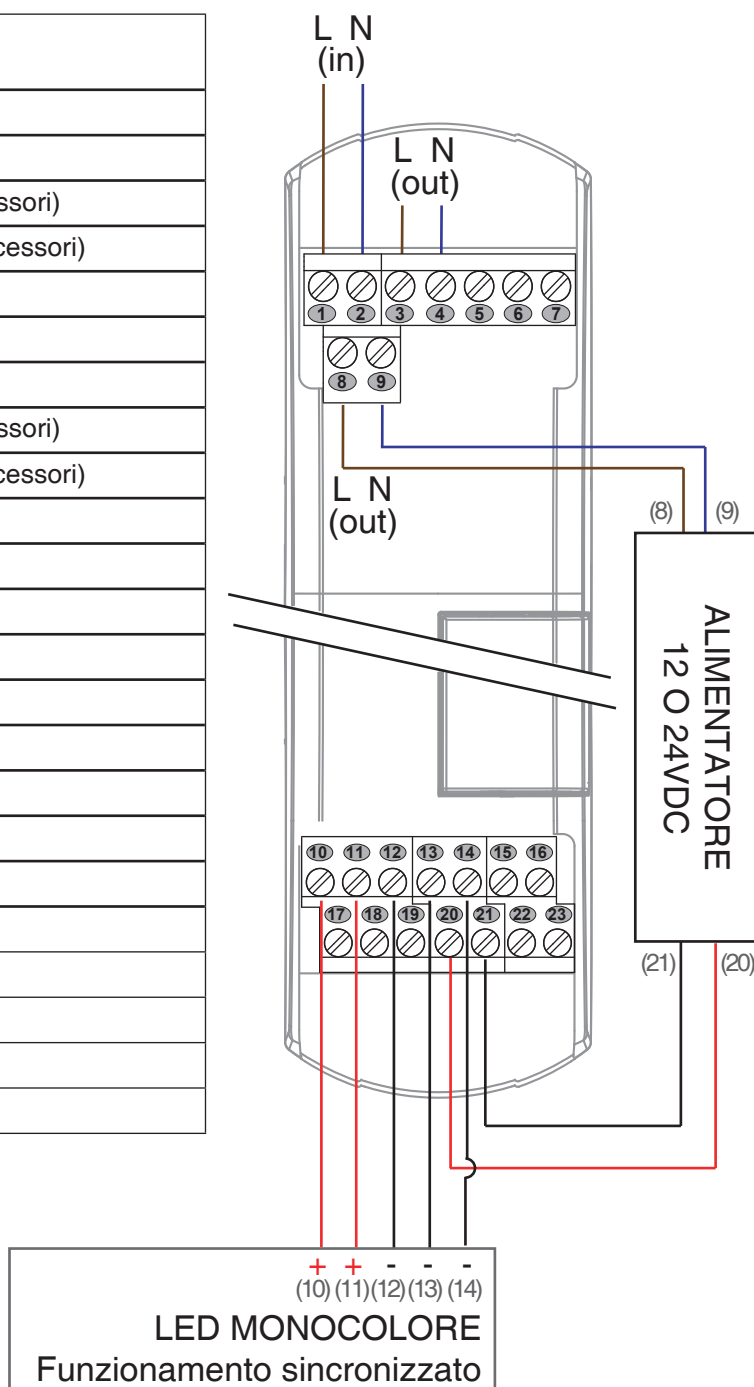 L N
(in)
L N
(out)
ssori)
cessori)
1 2 3 4 5 6 7
8 9
ssori)
cessori)
L N
(out)
(8) (9)
ALIMENTATORE
12 O 24VDC
10 11 12 13 14 15 16
17 18 19 20 21 22 23
(21) (20)
+ + - - -
(10) (11) (12) (13) (14)
LED MONOCOLORE
Funzionamento sincronizzato